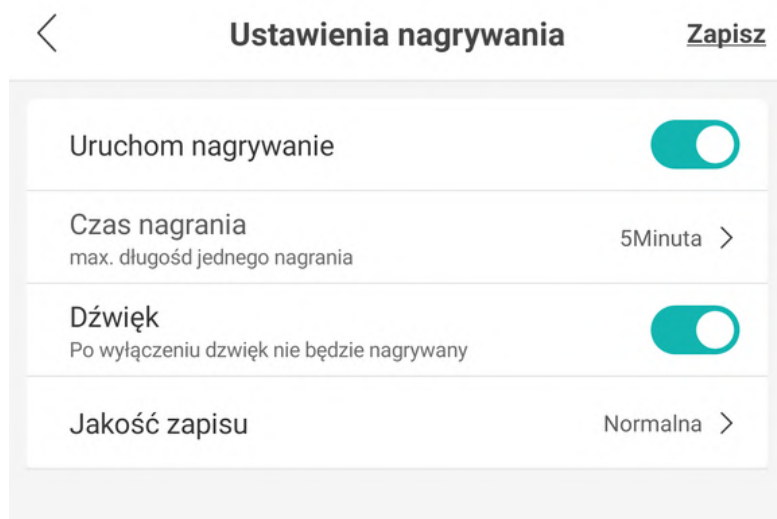 Ustawienia nagrywania Zapisz
Uruchom nagrywanie
Czas nagrania
max. długośd jednego nagrania
5Minuta
Dźwięk
Po wyłączeniu dzwięk nie będzie nagrywany
Jakość zapisu Normalna